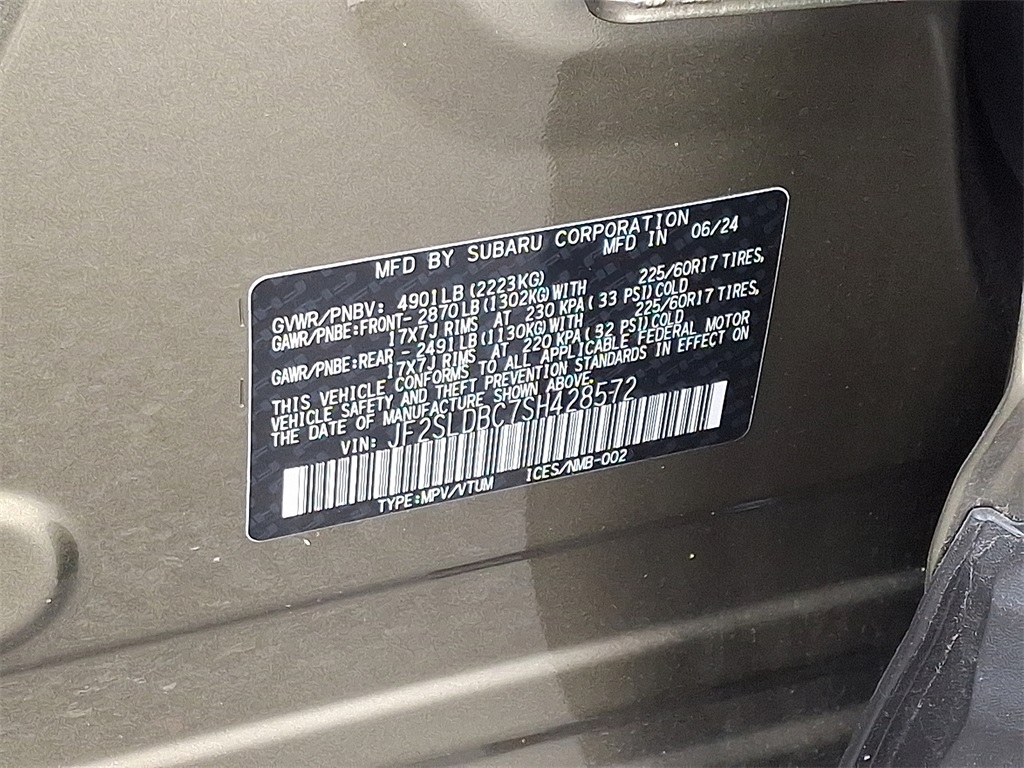 MFD BY SUBARU CORPORATION
MFD IN 06/24
GVWR/PNBV: 4901LB(2223KG)
GAWR/PNBE:FRONT- 2870LB(1302KG)WITH 225/60R17 TIRES,
17X7J RIMS AT 230 KPA( 33 PSI)COLD
GAWR/PNBE:REAR - 2491LB(1130KG)WITH 225/60R17 TIRES,
17X7J RIMS AT 220 KPA( 32 PSI)COLD
THIS VEHICLE CONFORMS TO ALL APPLICABLE FEDERAL MOTOR
VEHICLE SAFETY AND THEFT PREVENTION STANDARDS IN EFFECT ON
THE DATE OF MANUFACTURE SHOWN ABOVE.
VIN: JF2SLDBC7SH428572
TYPE:MPV/VTUM ICES/NMB-002